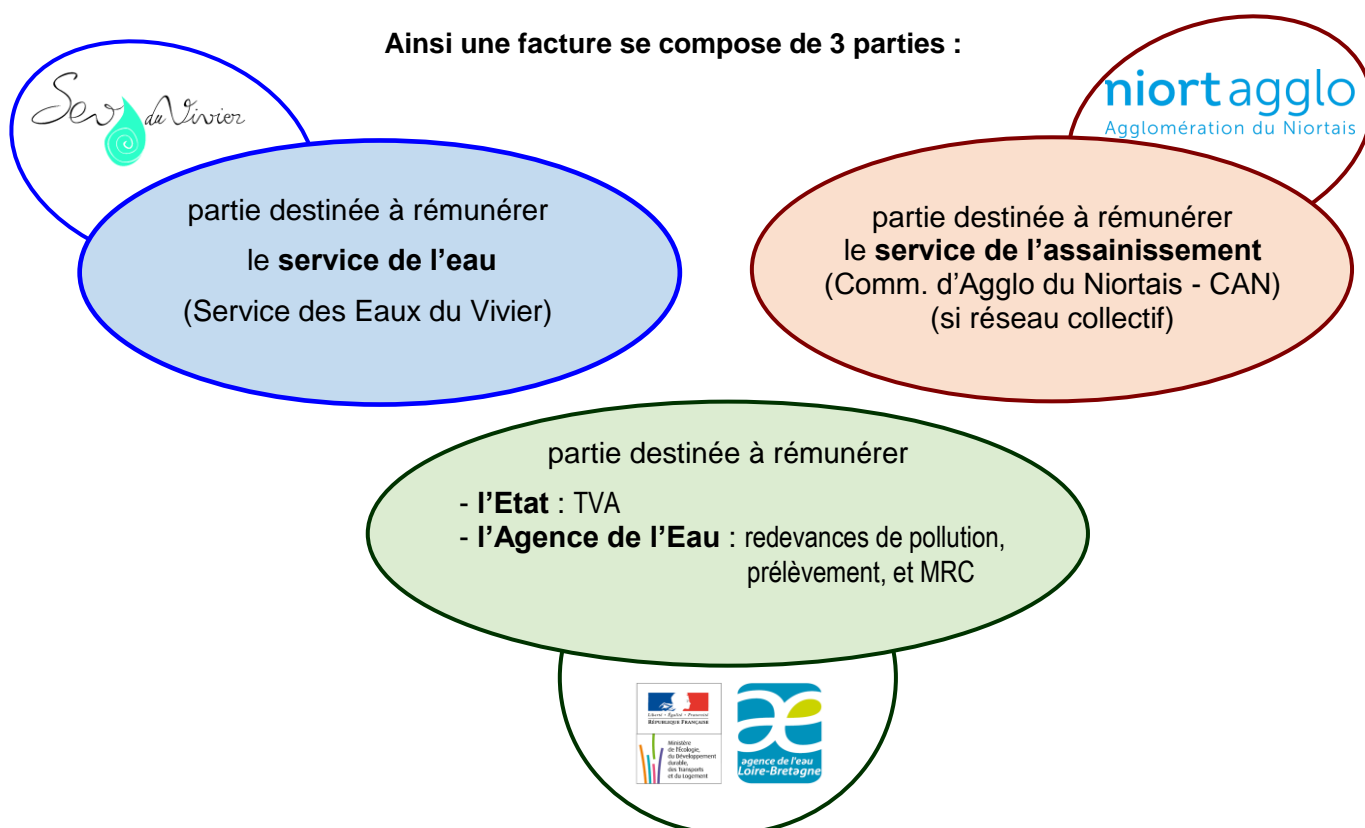 Ainsi une facture se compose de 3 parties :
Sev du Vivier
niortagglo
Agglomération du Niortais
partie destinée à rémunérer
le service de l’eau
(Service des Eaux du Vivier)
partie destinée à rémunérer
le service de l’assainissement
(Comm. d’Agglo du Niortais - CAN)
(si réseau collectif)
partie destinée à rémunérer
- l’Etat : TVA
- l’Agence de l’Eau : redevances de pollution,
prélèvement, et MRC
Liberté • Égalité • Fraternité
RÉPUBLIQUE FRANÇAISE
Ministère
de l'Écologie,
du Développement
durable,
des Transports
et du Logement
agence de l'eau
Loire-Bretagne